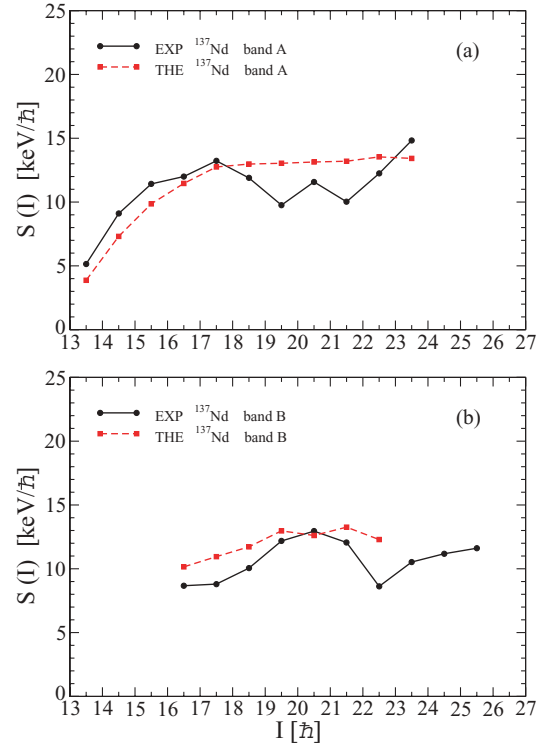 25
EXP ¹³⁷Nd band A
(a)
THE ¹³⁷Nd band A
20
15
10
5
0
S (I) [keV/ℏ]
13 14 15 16 17 18 19 20 21 22 23 24 25 26 27
25
EXP ¹³⁷Nd band B
(b)
THE ¹³⁷Nd band B
20
15
10
5
0
S (I) [keV/ℏ]
13 14 15 16 17 18 19 20 21 22 23 24 25 26 27
I [ℏ]